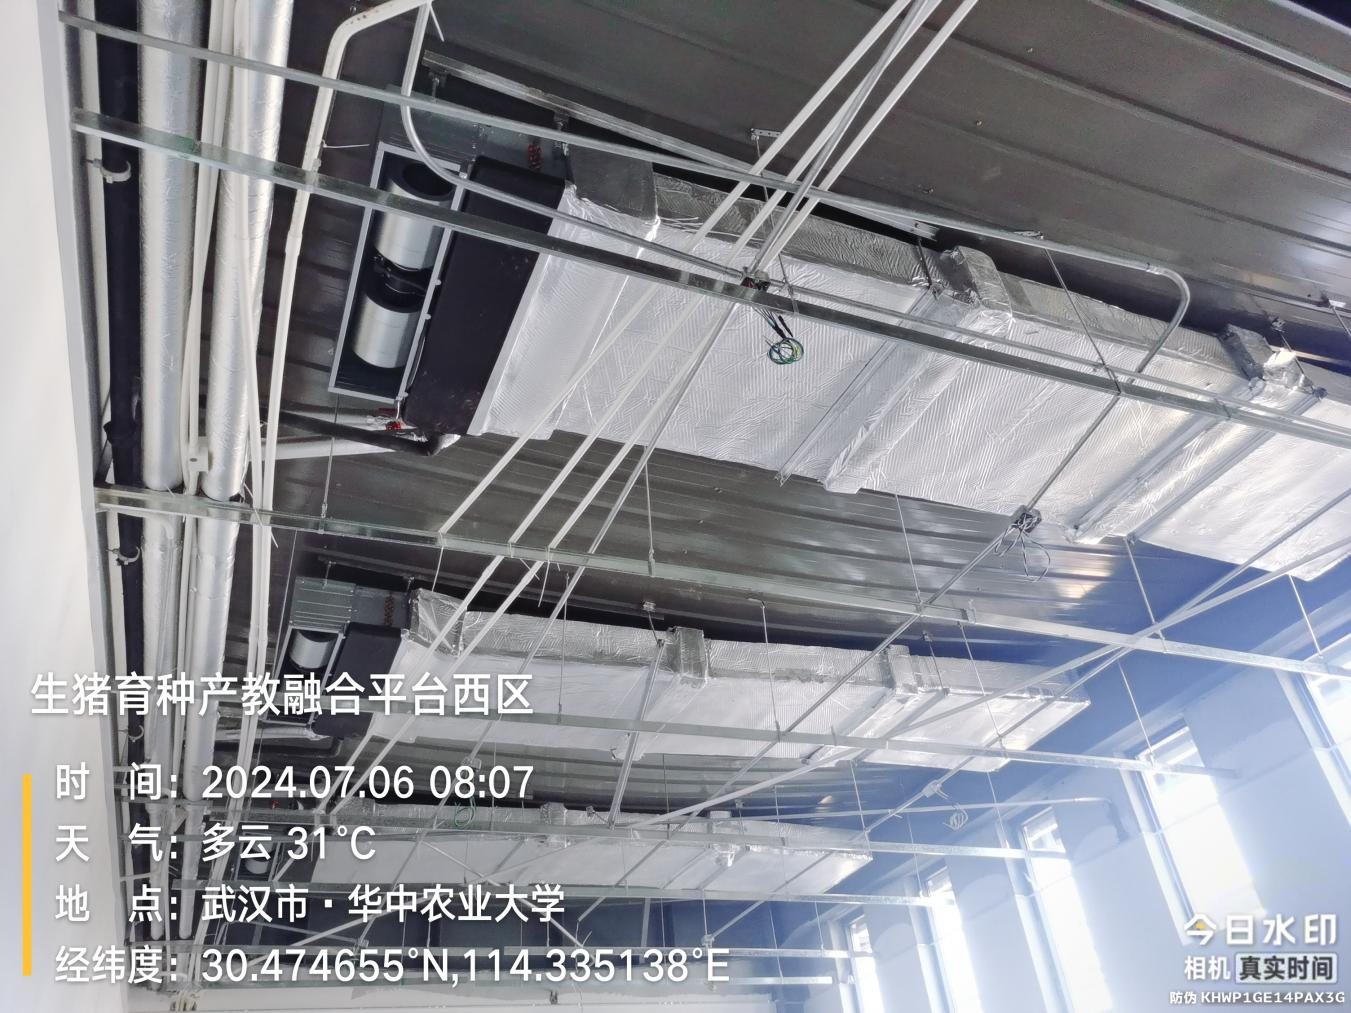 生猪育种产教融合平台西区
时 间：2024.07.06 08:07
天 气：多云 31°C
地 点：武汉市·华中农业大学
经纬度：30.474655°N,114.335138°E
今日水印
相机 真实时间
防伪 KHWP1GE14PAX3G